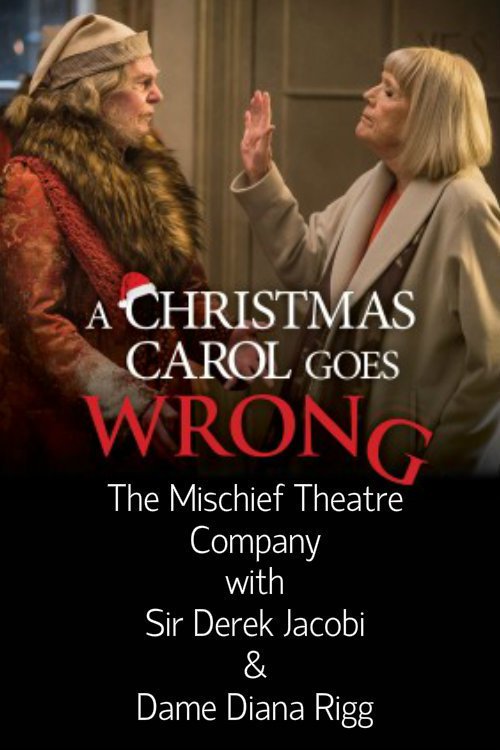 A CHRISTMAS
CAROL GOES
WRONG
The Mischief Theatre
Company
with
Sir Derek Jacobi
&
Dame Diana Rigg